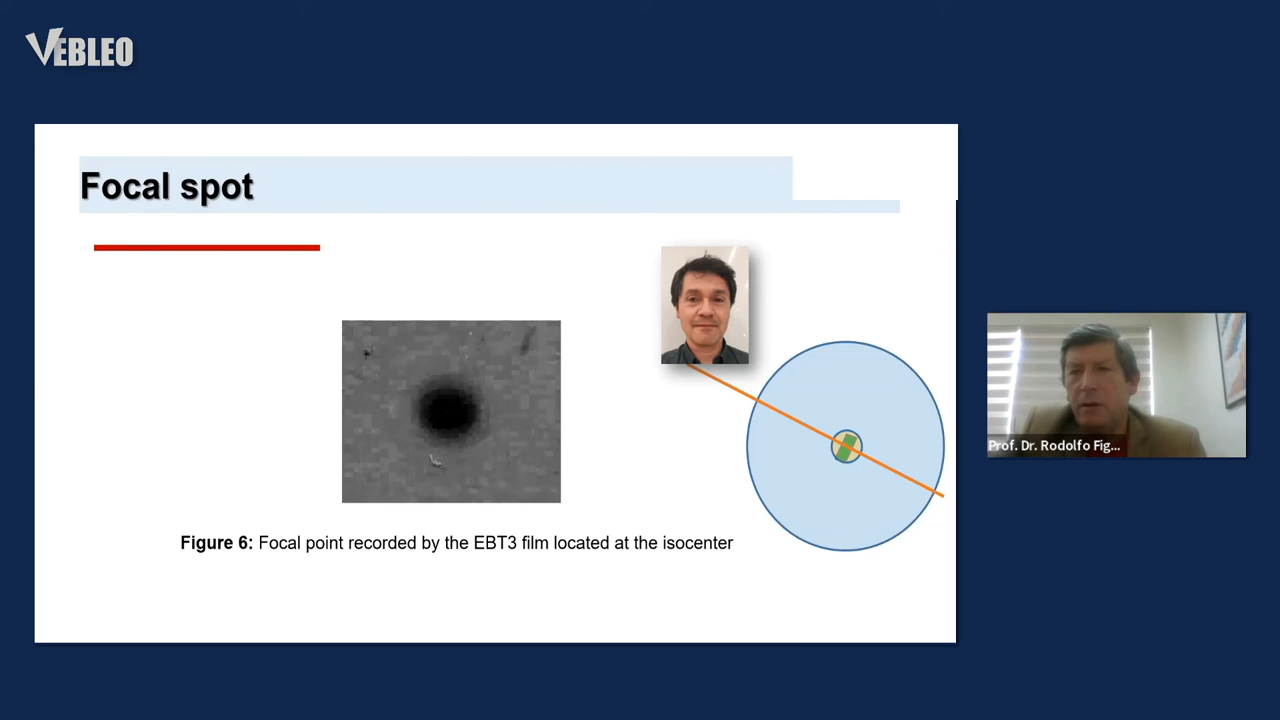 VEBLEO
Focal spot
Figure 6: Focal point recorded by the EBT3 film located at the isocenter
Prof. Dr. Rodolfo Fig...